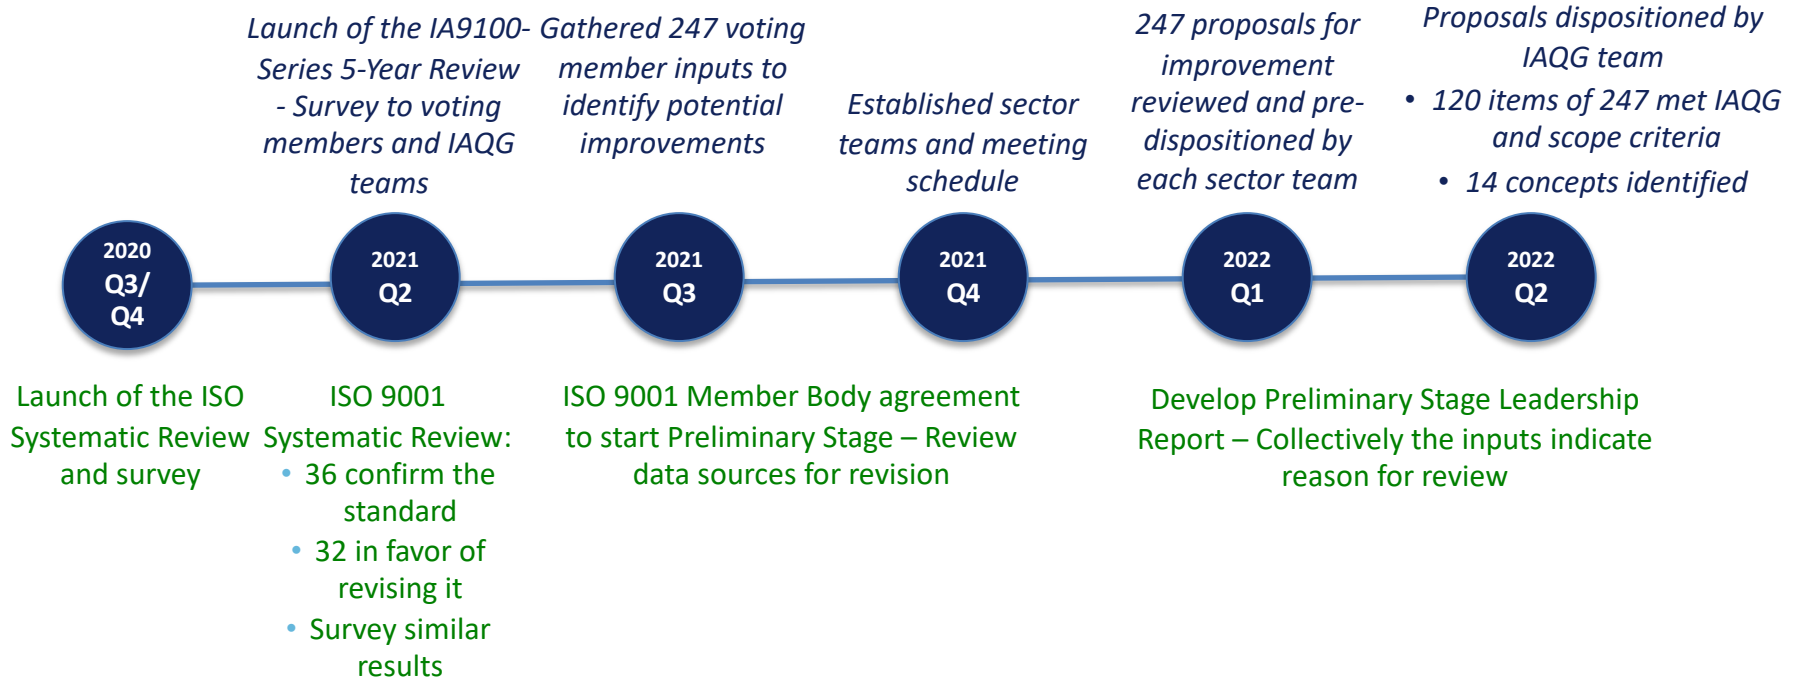 Launch of the IA9100-
Series 5-Year Review
- Survey to voting
members and IAQG
teams
Gathered 247 voting
member inputs to
identify potential
improvements
Established sector
teams and meeting
schedule
247 proposals for
improvement
reviewed and pre-
dispositioned by
each sector team
Proposals dispositioned by
IAQG team
• 120 items of 247 met IAQG
and scope criteria
• 14 concepts identified
2020
Q3/
Q4
2021
Q2
2021
Q3
2021
Q4
2022
Q1
2022
Q2
Launch of the ISO
Systematic Review
and survey
ISO 9001
Systematic Review:
• 36 confirm the
standard
• 32 in favor of
revising it
• Survey similar
results
ISO 9001 Member Body agreement
to start Preliminary Stage – Review
data sources for revision
Develop Preliminary Stage Leadership
Report – Collectively the inputs indicate
reason for review